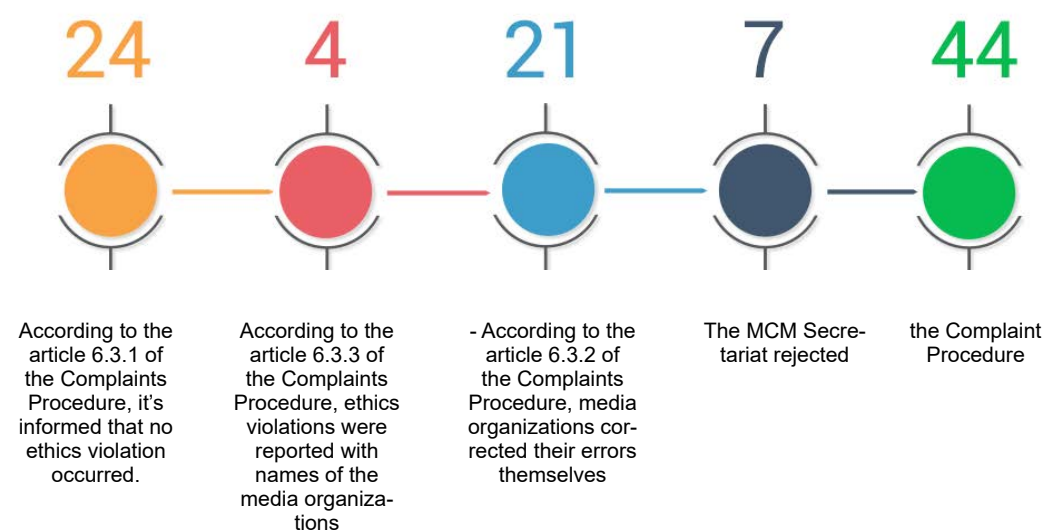 24
4
21
7
44
According to the
article 6.3.1 of
the Complaints
Procedure, it's
informed that no
ethics violation
occurred.
According to the
article 6.3.3 of
the Complaints
Procedure, ethics
violations were
reported with
names of the
media organiza-
tions
- According to the
article 6.3.2 of
the Complaints
Procedure, media
organizations cor-
rected their errors
themselves
The MCM Secre-
tariat rejected
the Complaint
Procedure